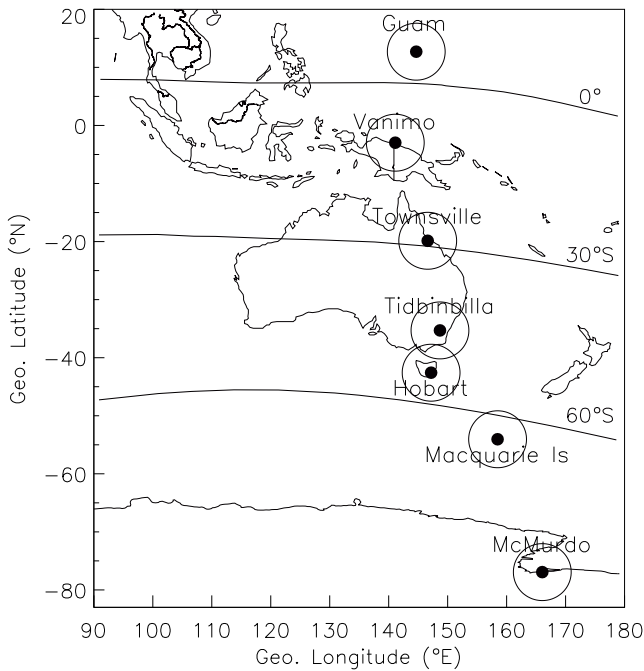 20
Guam
0°
Vanimo
0
Townsville
−20
30°S
Tidbinbilla
−40
Hobart
60°S
Macquarie Is
−60
McMurdo
−80
Geo. Latitude (°N)
90 100 110 120 130 140 150 160 170 180
Geo. Longitude (°E)